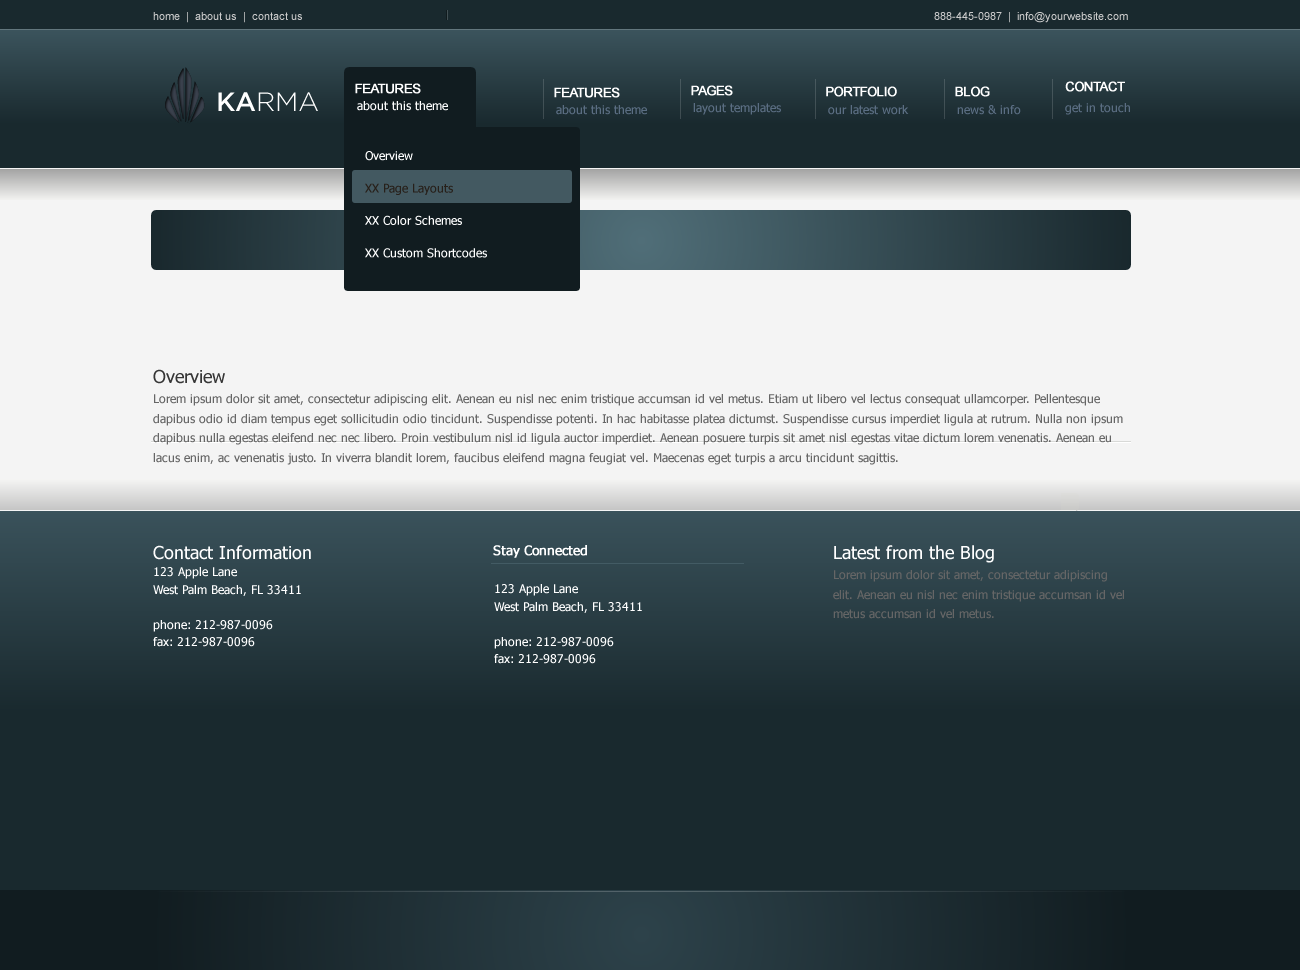 home | about us | contact us
888-445-0987 | info@yourwebsite.com
KARMA
FEATURES
about this theme
FEATURES
about this theme
PAGES
layout templates
PORTFOLIO
our latest work
BLOG
news & info
CONTACT
get in touch
Overview
XX Page Layouts
XX Color Schemes
XX Custom Shortcodes
Overview
Lorem ipsum dolor sit amet, consectetur adipiscing elit. Aenean eu nisl nec enim tristique accumsan id vel metus. Etiam ut libero vel lectus consequat ullamcorper. Pellentesque
dapibus odio id diam tempus eget sollicitudin odio tincidunt. Suspendisse potenti. In hac habitasse platea dictumst. Suspendisse cursus imperdiet ligula at rutrum. Nulla non ipsum
dapibus nulla egestas eleifend nec nec libero. Proin vestibulum nisl id ligula auctor imperdiet. Aenean posuere turpis sit amet nisl egestas vitae dictum lorem venenatis. Aenean eu
lacus enim, ac venenatis justo. In viverra blandit lorem, faucibus eleifend magna feugiat vel. Maecenas eget turpis a arcu tincidunt sagittis.
Contact Information
123 Apple Lane
West Palm Beach, FL 33411
phone: 212-987-0096
fax: 212-987-0096
Stay Connected
123 Apple Lane
West Palm Beach, FL 33411
phone: 212-987-0096
fax: 212-987-0096
Latest from the Blog
Lorem ipsum dolor sit amet, consectetur adipiscing
elit. Aenean eu nisl nec enim tristique accumsan id vel
metus accumsan id vel metus.